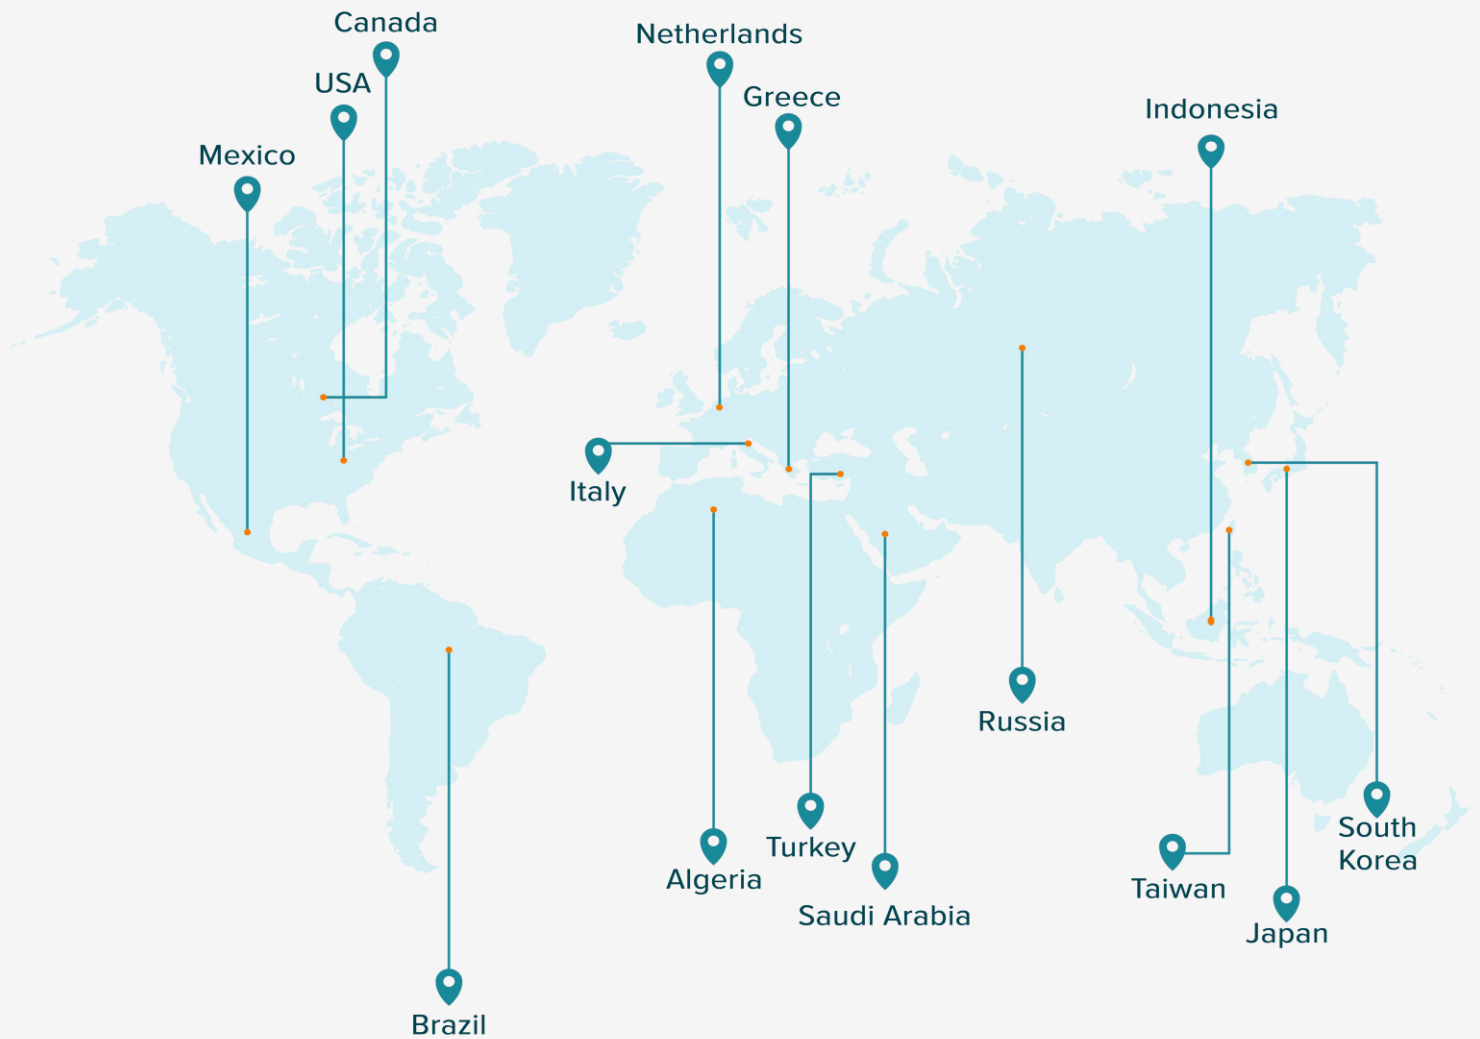 Canada
Netherlands
USA
Greece
Indonesia
Mexico
Italy
Russia
South
Korea
Turkey
Algeria
Taiwan
Saudi Arabia
Japan
Brazil